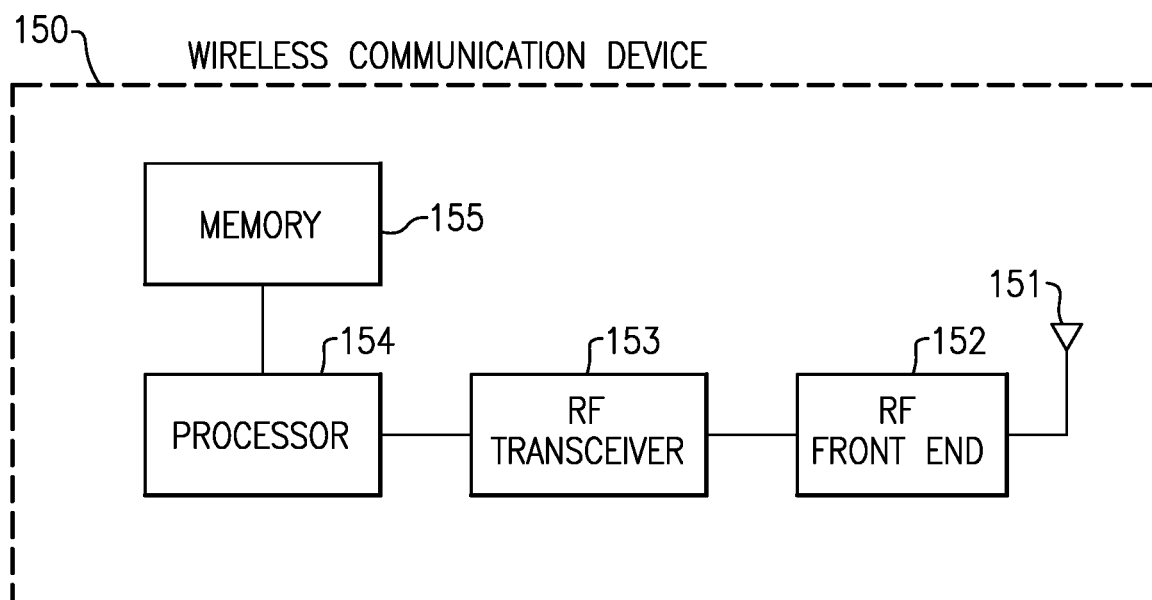 150
WIRELESS COMMUNICATION DEVICE
MEMORY
155
151
154
153
152
PROCESSOR
RF
TRANSCEIVER
RF
FRONT END